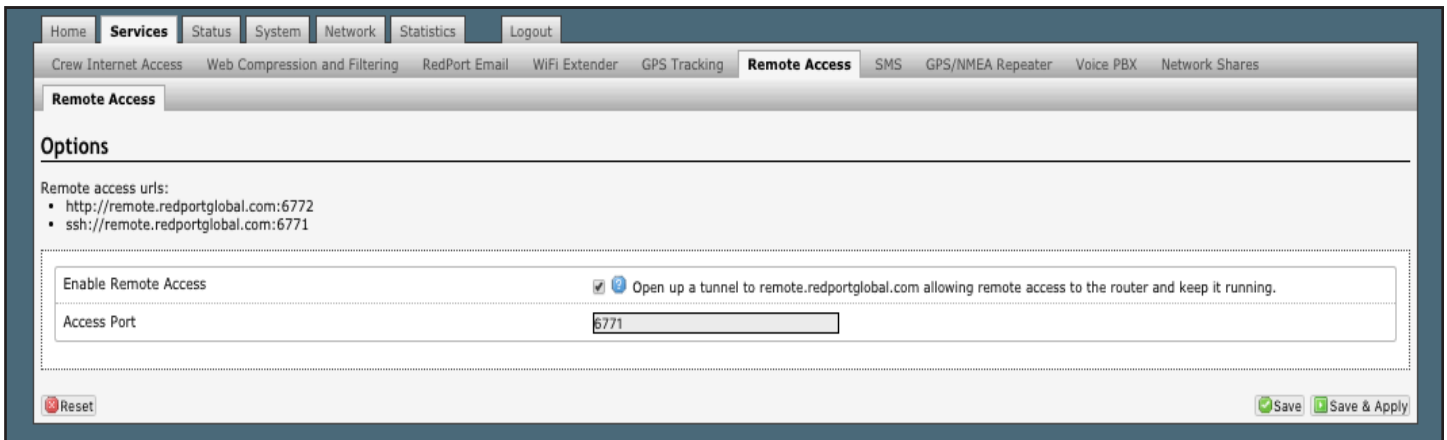 Home Services Status System Network Statistics Logout
Crew Internet Access Web Compression and Filtering RedPort Email WiFi Extender GPS Tracking Remote Access SMS GPS/NMEA Repeater Voice PBX Network Shares
Remote Access
Options
Remote access urls:
• http://remote.redportglobal.com:6772
• ssh://remote.redportglobal.com:6771
Enable Remote Access ? Open up a tunnel to remote.redportglobal.com allowing remote access to the router and keep it running.
Access Port 6771
Reset Save Save & Apply